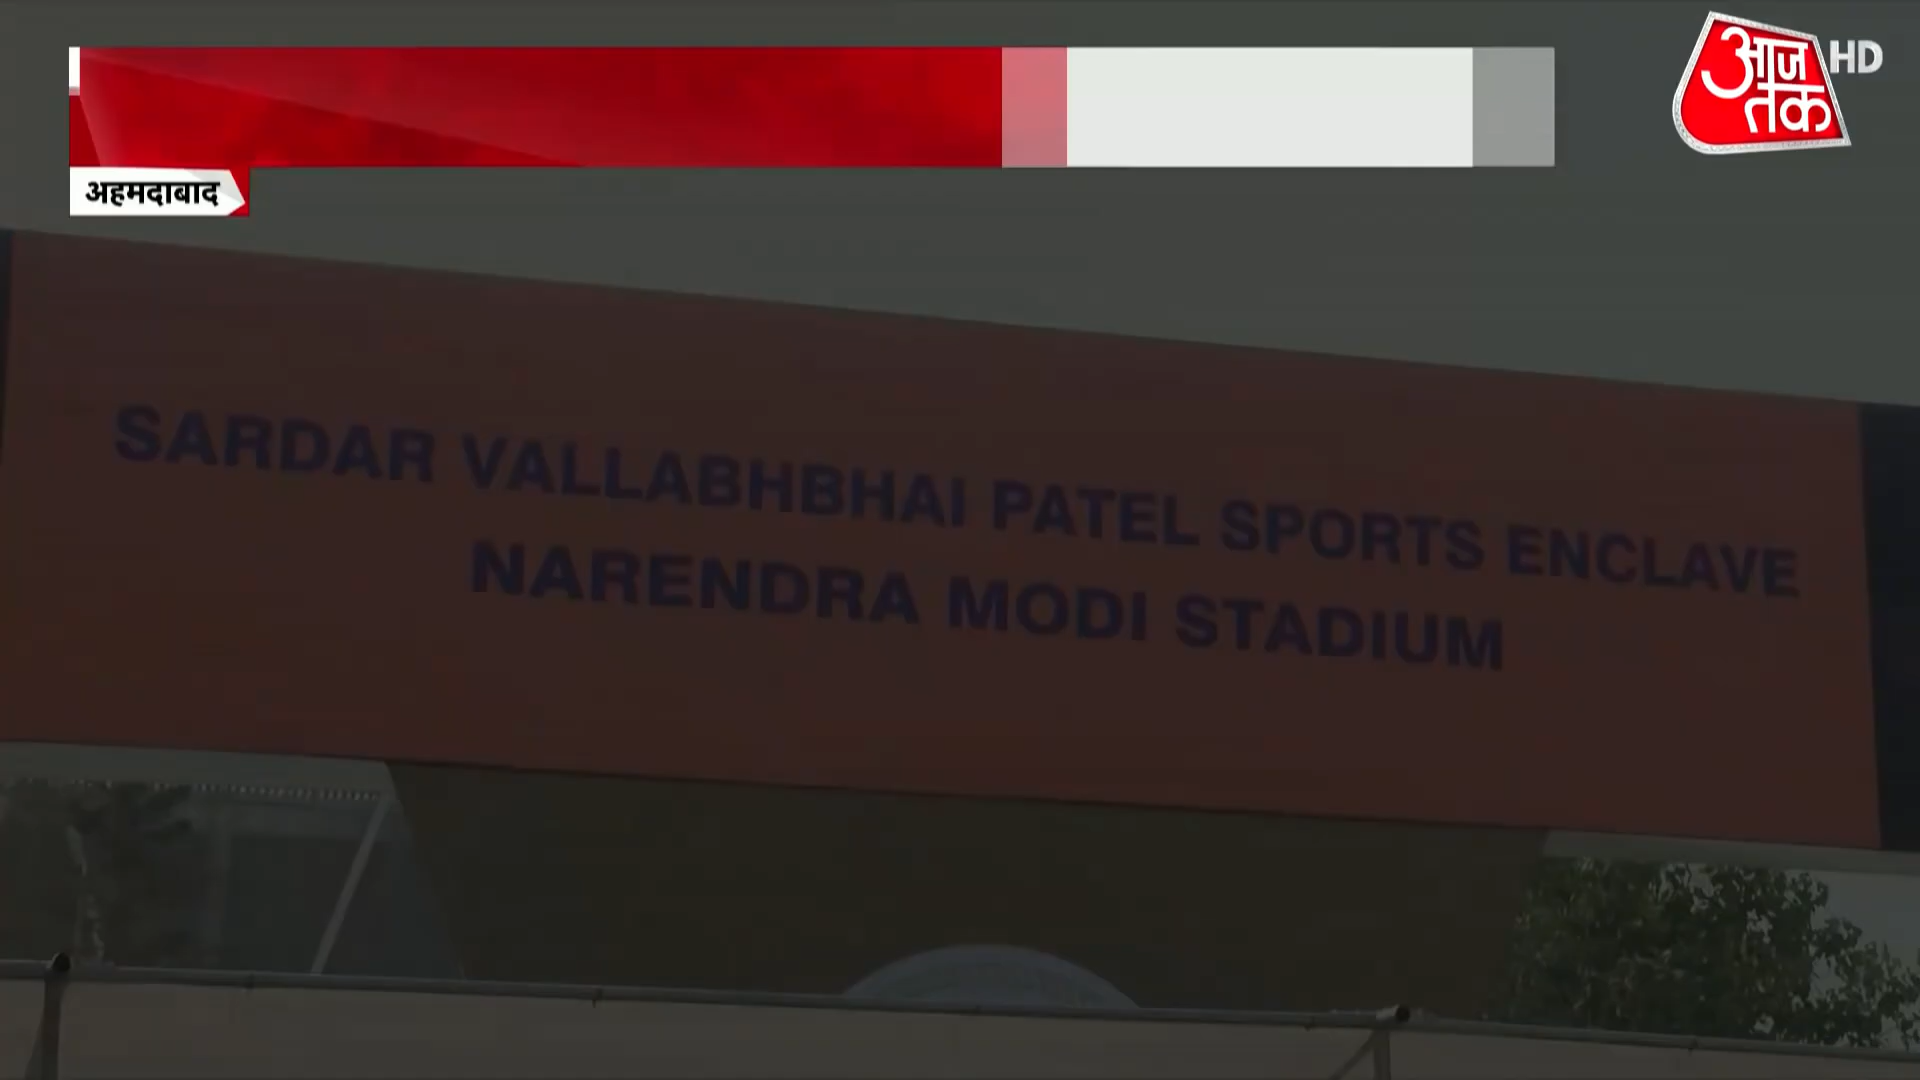 आज
तक
HD
अहमदाबाद
SARDAR VALLABHBHAI PATEL SPORTS ENCLAVE
NARENDRA MODI STADIUM